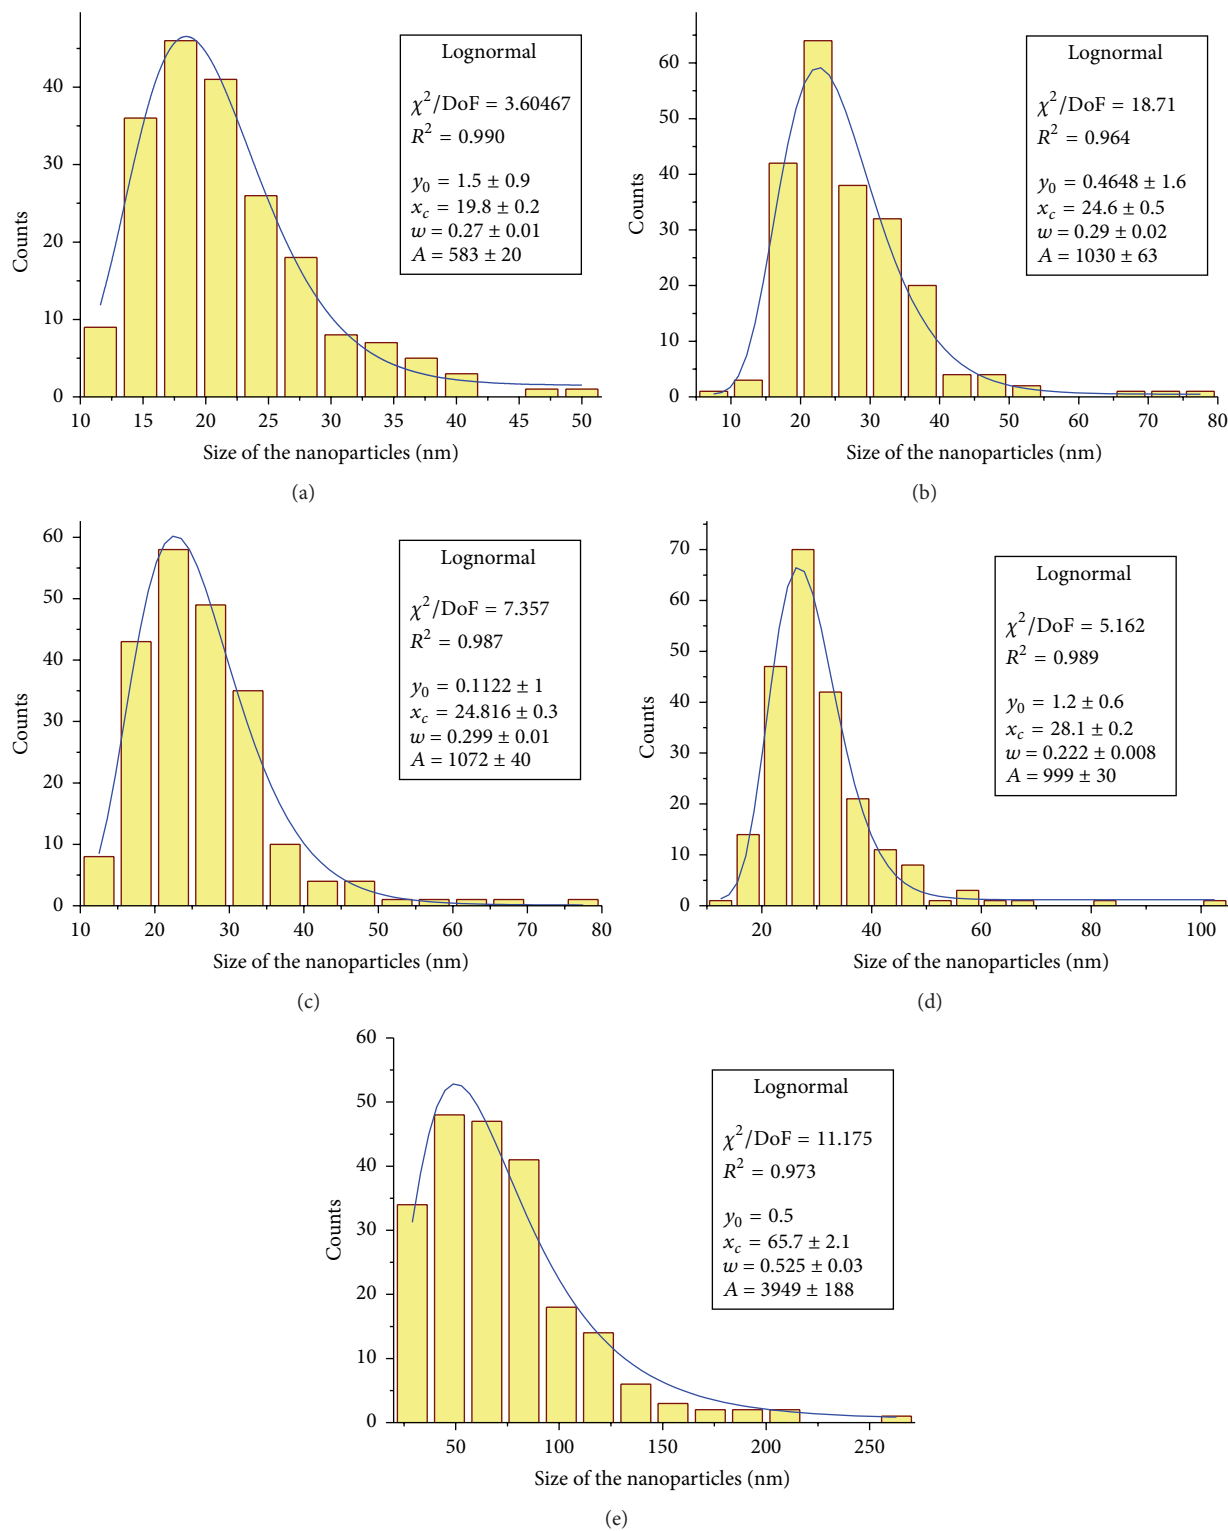 Counts
40
30
20
10
0
10 15 20 25 30 35 40 45 50
Size of the nanoparticles (nm)
Lognormal
χ²/DoF = 3.60467
R² = 0.990
y₀ = 1.5 ± 0.9
x_c = 19.8 ± 0.2
w = 0.27 ± 0.01
A = 583 ± 20
(a)
Counts
60
50
40
30
20
10
0
10 20 30 40 50 60 70 80
Size of the nanoparticles (nm)
Lognormal
χ²/DoF = 18.71
R² = 0.964
y₀ = 0.4648 ± 1.6
x_c = 24.6 ± 0.5
w = 0.29 ± 0.02
A = 1030 ± 63
(b)
Counts
60
50
40
30
20
10
0
10 20 30 40 50 60 70 80
Size of the nanoparticles (nm)
Lognormal
χ²/DoF = 7.357
R² = 0.987
y₀ = 0.1122 ± 1
x_c = 24.816 ± 0.3
w = 0.299 ± 0.01
A = 1072 ± 40
(c)
Counts
70
60
50
40
30
20
10
0
20 40 60 80 100
Size of the nanoparticles (nm)
Lognormal
χ²/DoF = 5.162
R² = 0.989
y₀ = 1.2 ± 0.6
x_c = 28.1 ± 0.2
w = 0.222 ± 0.008
A = 999 ± 30
(d)
Counts
60
50
40
30
20
10
0
50 100 150 200 250
Size of the nanoparticles (nm)
Lognormal
χ²/DoF = 11.175
R² = 0.973
y₀ = 0.5
x_c = 65.7 ± 2.1
w = 0.525 ± 0.03
A = 3949 ± 188
(e)